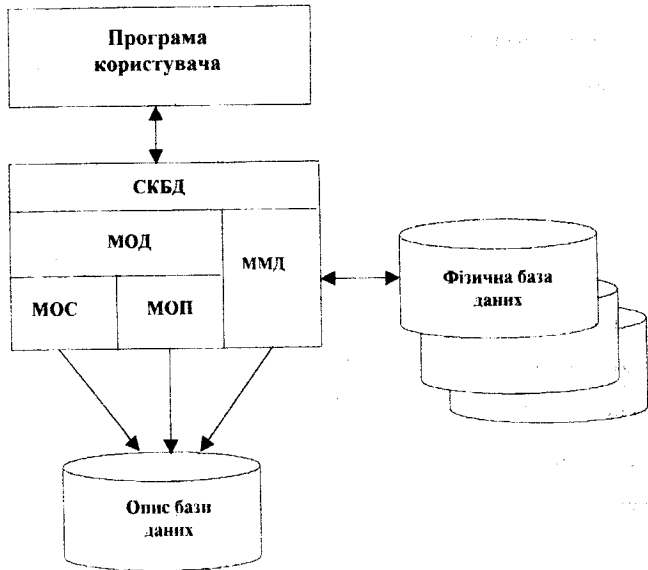 Програма
користувача
СКБД
МОД
ММД
МОС
МОП
Фізична база
даних
Опис бази
даних